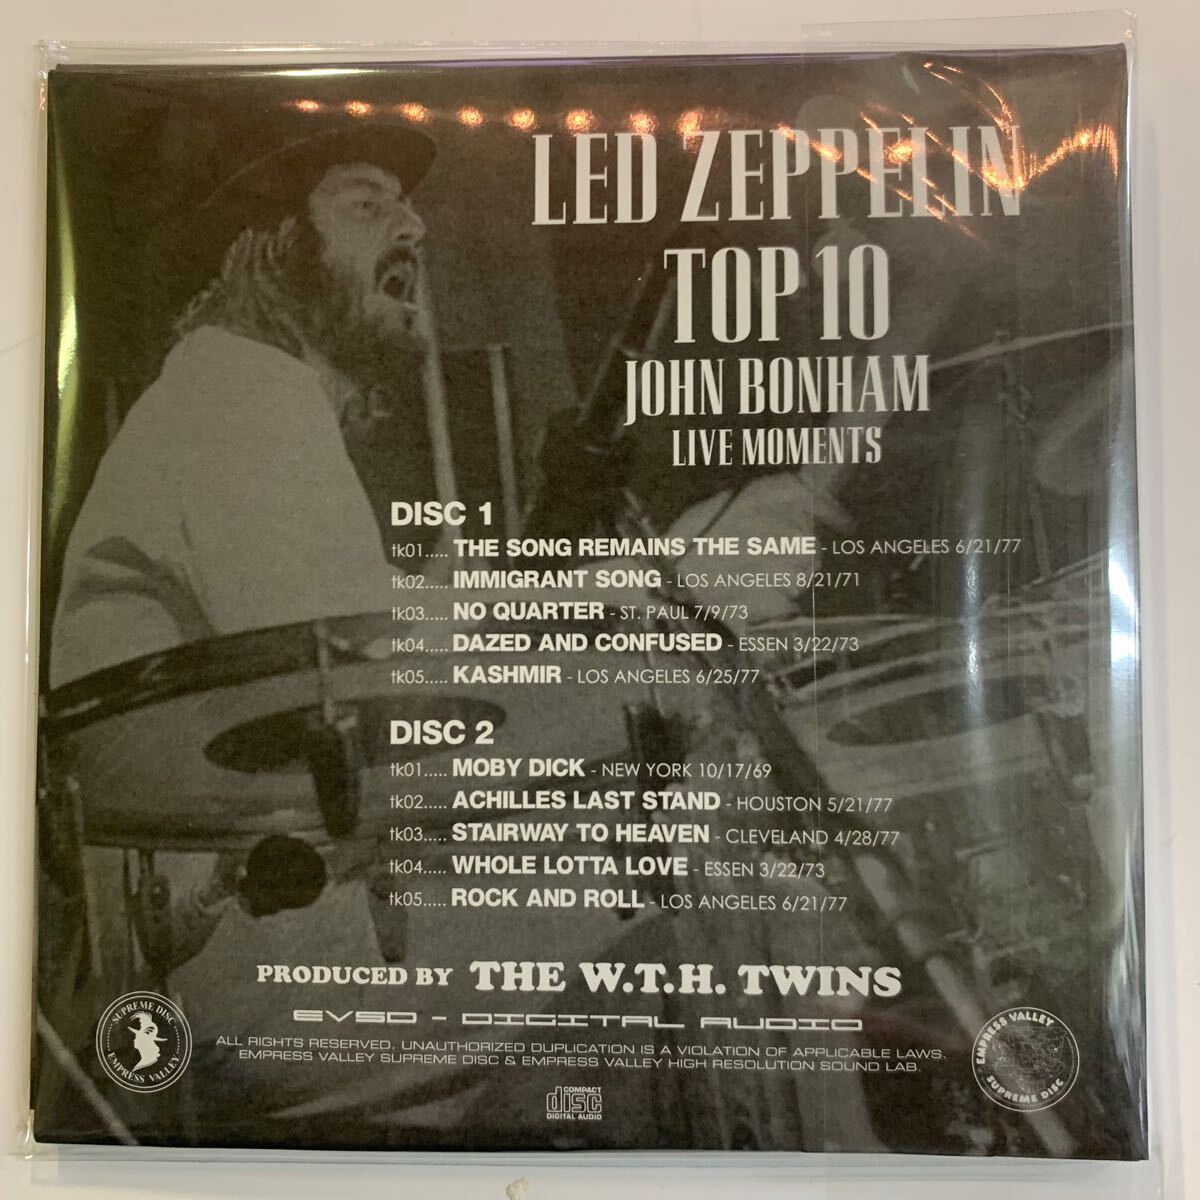 LED ZEPPELIN
TOP 10
JOHN BONHAM
LIVE MOMENTS
DISC 1
tk01..... THE SONG REMAINS THE SAME - LOS ANGELES 6/21/77
tk02..... IMMIGRANT SONG - LOS ANGELES 8/21/71
tk03..... NO QUARTER - ST. PAUL 7/9/73
tk04..... DAZED AND CONFUSED - ESSEN 3/22/73
tk05..... KASHMIR - LOS ANGELES 6/25/77
DISC 2
tk01..... MOBY DICK - NEW YORK 10/17/69
tk02..... ACHILLES LAST STAND - HOUSTON 5/21/77
tk03..... STAIRWAY TO HEAVEN - CLEVELAND 4/28/77
tk04..... WHOLE LOTTA LOVE - ESSEN 3/22/73
tk05..... ROCK AND ROLL - LOS ANGELES 6/21/77
PRODUCED BY THE W.T.H. TWINS
EVSD - DIGITAL AUDIO
ALL RIGHTS RESERVED. UNAUTHORIZED DUPLICATION IS A VIOLATION OF APPLICABLE LAWS.
EMPRESS VALLEY SUPREME DISC & EMPRESS VALLEY HIGH RESOLUTION SOUND LAB.
SUPREME DISC
EMPRESS VALLEY
COMPACT
disc
DIGITAL AUDIO
EMPRESS VALLEY
SUPREME DISC